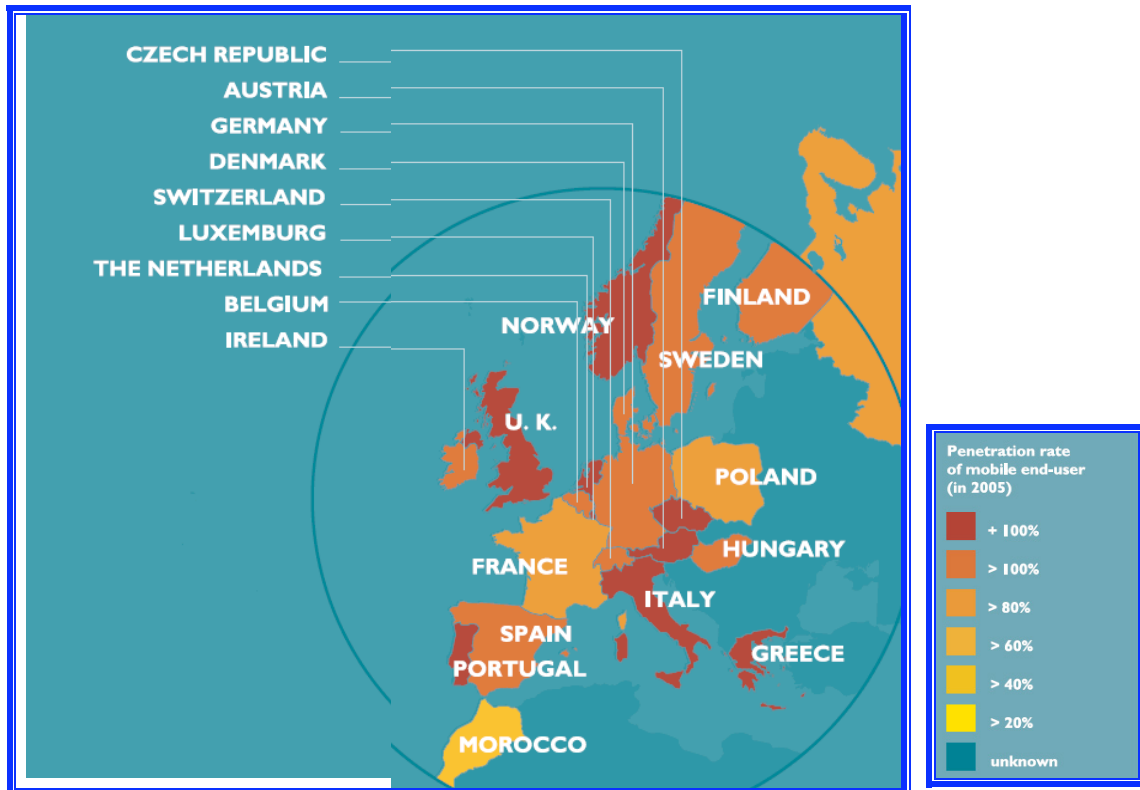 CZECH REPUBLIC
AUSTRIA
GERMANY
DENMARK
SWITZERLAND
LUXEMBURG
THE NETHERLANDS
BELGIUM
IRELAND
FINLAND
NORWAY
SWEDEN
U. K.
POLAND
HUNGARY
FRANCE
ITALY
SPAIN
GREECE
PORTUGAL
MOROCCO
Penetration rate
of mobile end-user
(in 2005)
+ 100%
> 100%
> 80%
> 60%
> 40%
> 20%
unknown